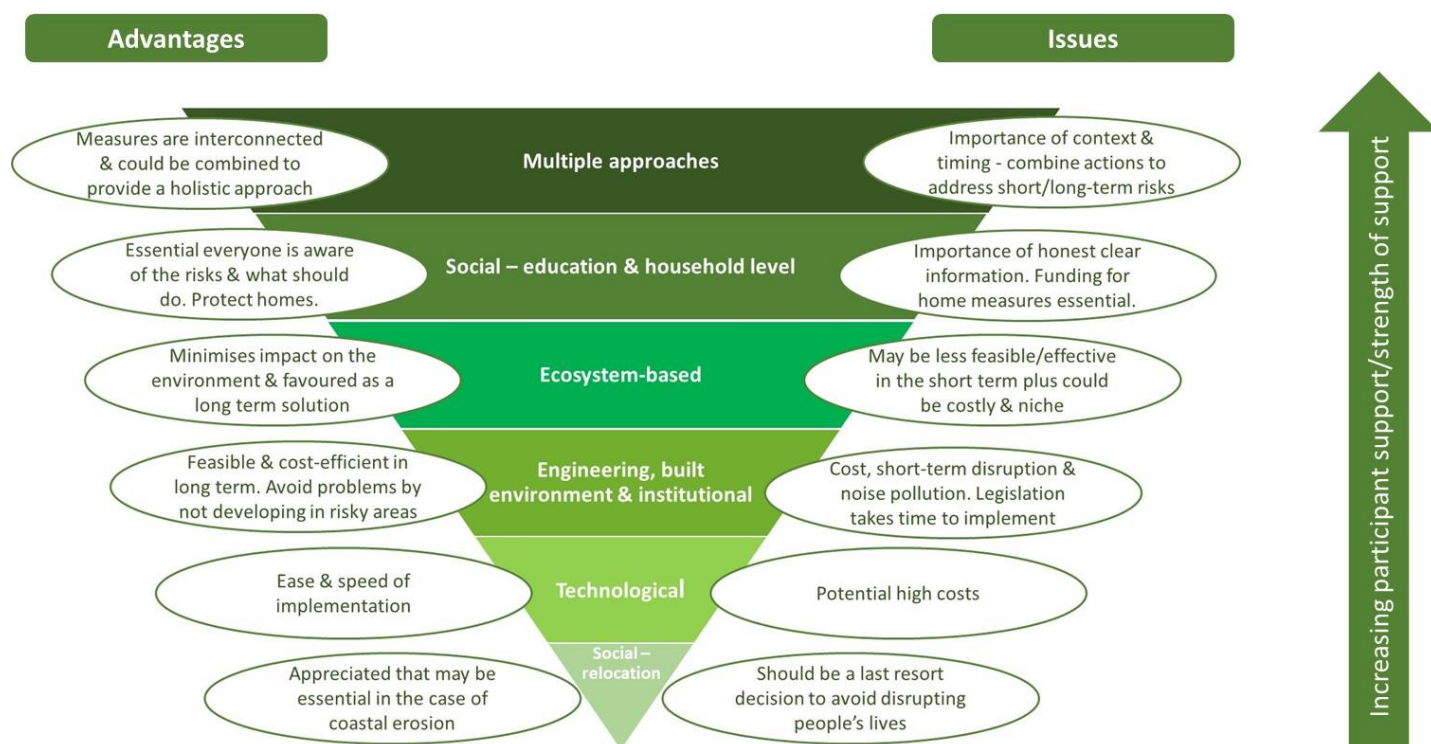 Advantages
Issues
Measures are interconnected
& could be combined to
provide a holistic approach
Multiple approaches
Importance of context &
timing - combine actions to
address short/long-term risks
Essential everyone is aware
of the risks & what should
do. Protect homes.
Social – education & household level
Importance of honest clear
information. Funding for
home measures essential.
Minimises impact on the
environment & favoured as a
long term solution
Ecosystem-based
May be less feasible/effective
in the short term plus could
be costly & niche
Feasible & cost-efficient in
long term. Avoid problems by
not developing in risky areas
Engineering, built
environment & institutional
Cost, short-term disruption &
noise pollution. Legislation
takes time to implement
Ease & speed of
implementation
Technological
Potential high costs
Appreciated that may be
essential in the case of
coastal erosion
Social –
relocation
Should be a last resort
decision to avoid disrupting
people's lives
Increasing participant support/strength of support